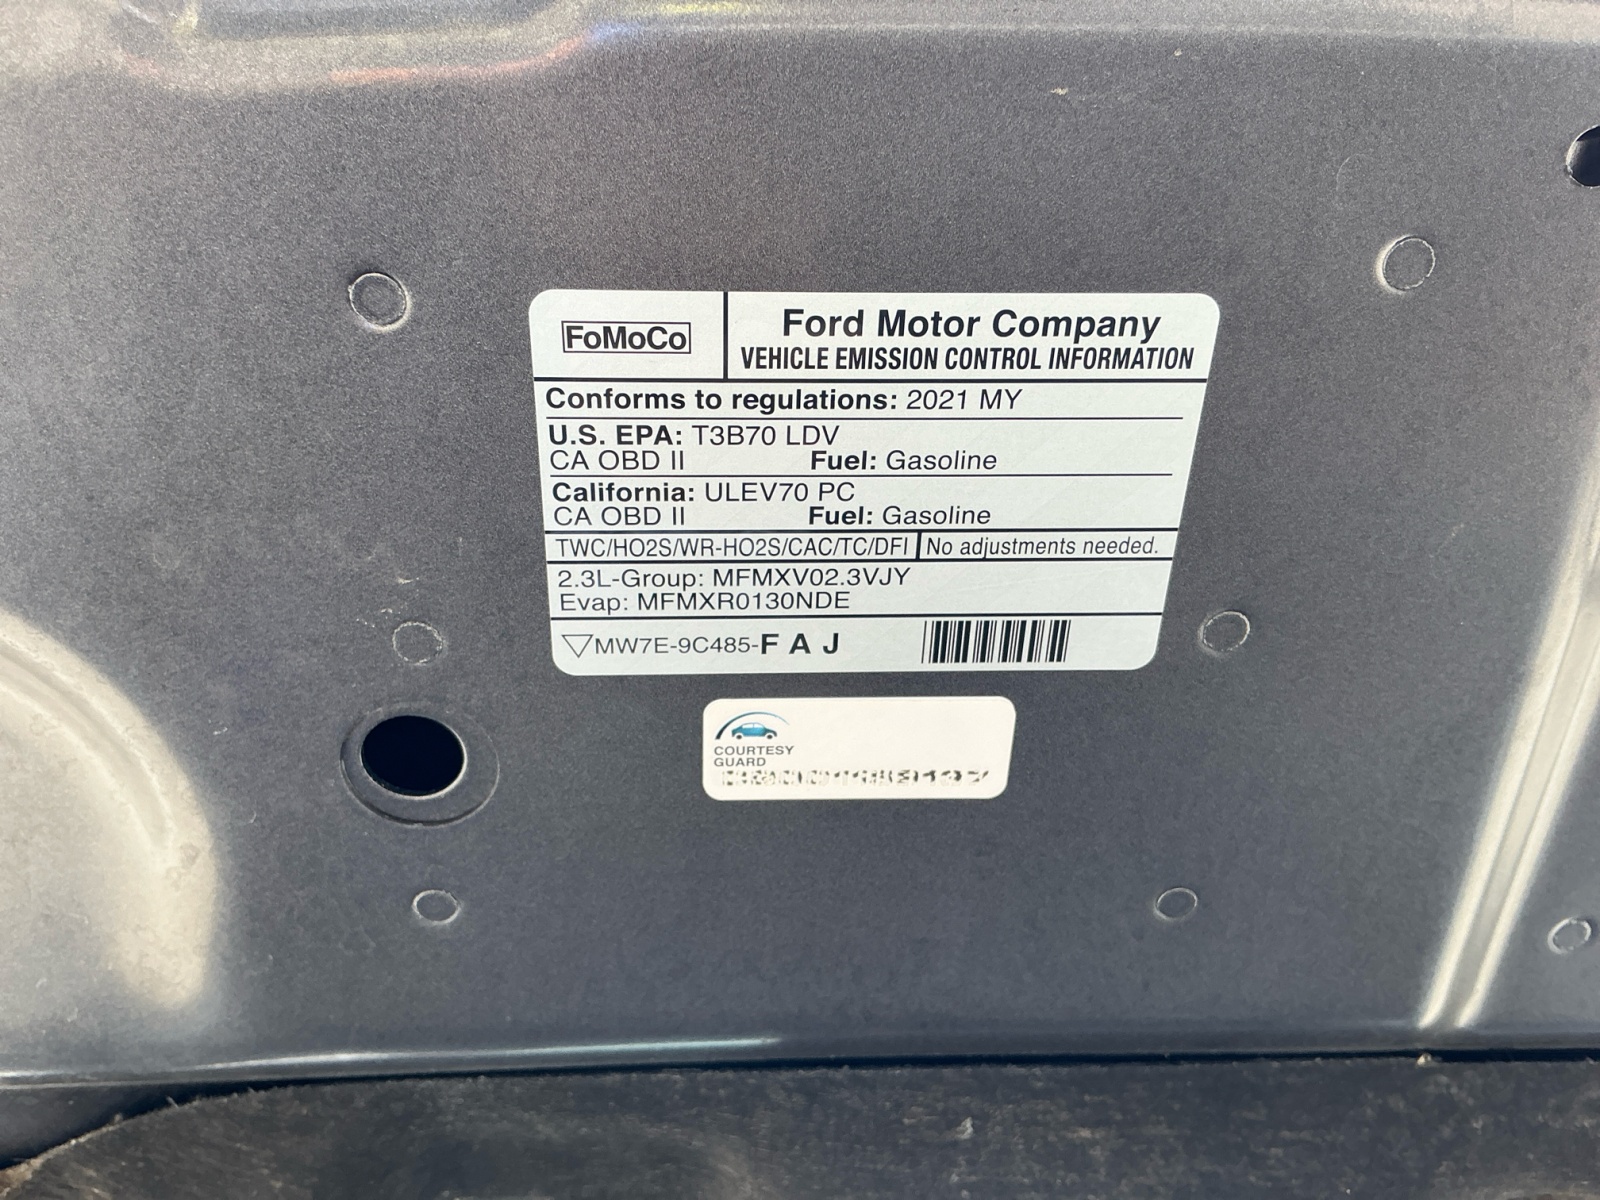 FoMoCo
Ford Motor Company
VEHICLE EMISSION CONTROL INFORMATION
Conforms to regulations: 2021 MY
U.S. EPA: T3B70 LDV
CA OBD II Fuel: Gasoline
California: ULEV70 PC
CA OBD II Fuel: Gasoline
TWC/HO2S/WR-HO2S/CAC/TC/DFI No adjustments needed.
2.3L-Group: MFMXV02.3VJY
Evap: MFMXR0130NDE
MW7E-9C485-F A J
COURTESY
GUARD